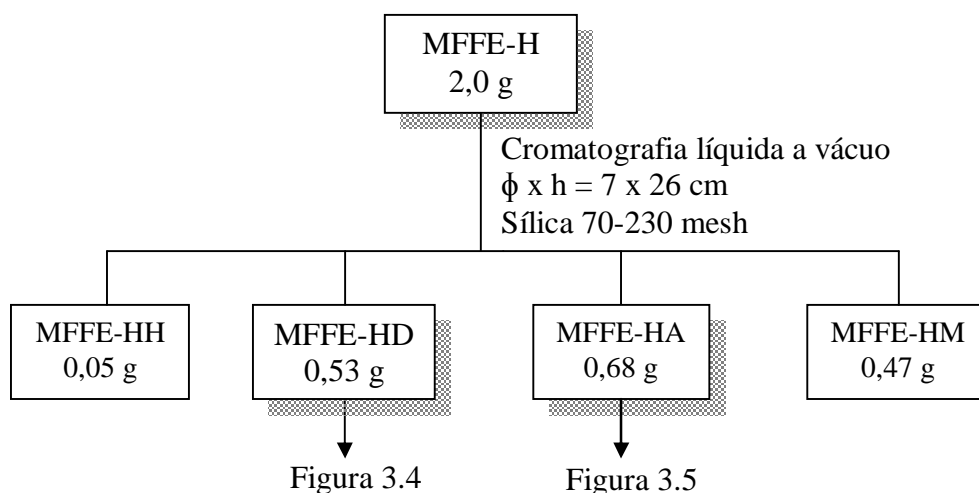 MFFE-H
2,0 g
Cromatografia líquida a vácuo
ϕ x h = 7 x 26 cm
Sílica 70-230 mesh
MFFE-HH
0,05 g
MFFE-HD
0,53 g
MFFE-HA
0,68 g
MFFE-HM
0,47 g
Figura 3.4
Figura 3.5